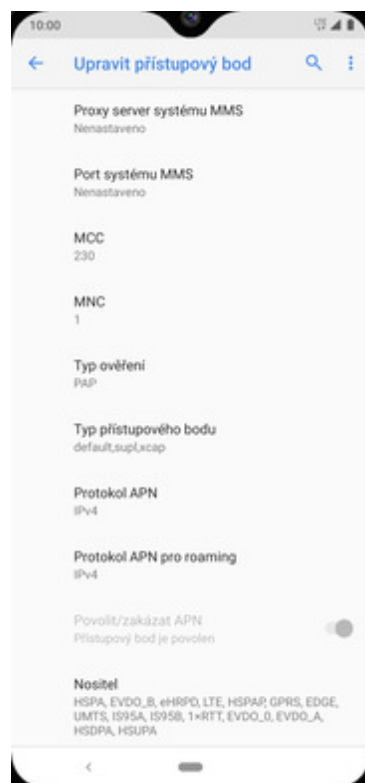 10:00
LTE
Upravit přístupový bod
Proxy server systému MMS
Nenastaveno
Port systému MMS
Nenastaveno
MCC
230
MNC
1
Typ ověření
PAP
Typ přístupového bodu
default,supl,xcap
Protokol APN
IPv4
Protokol APN pro roaming
IPv4
Povolit/zakázat APN
Přístupový bod je povolen
Nositel
HSPA, EVDO_B, eHRPD, LTE, HSPAP, GPRS, EDGE,
UMTS, IS95A, IS95B, 1×RTT, EVDO_0, EVDO_A,
HSDPA, HSUPA